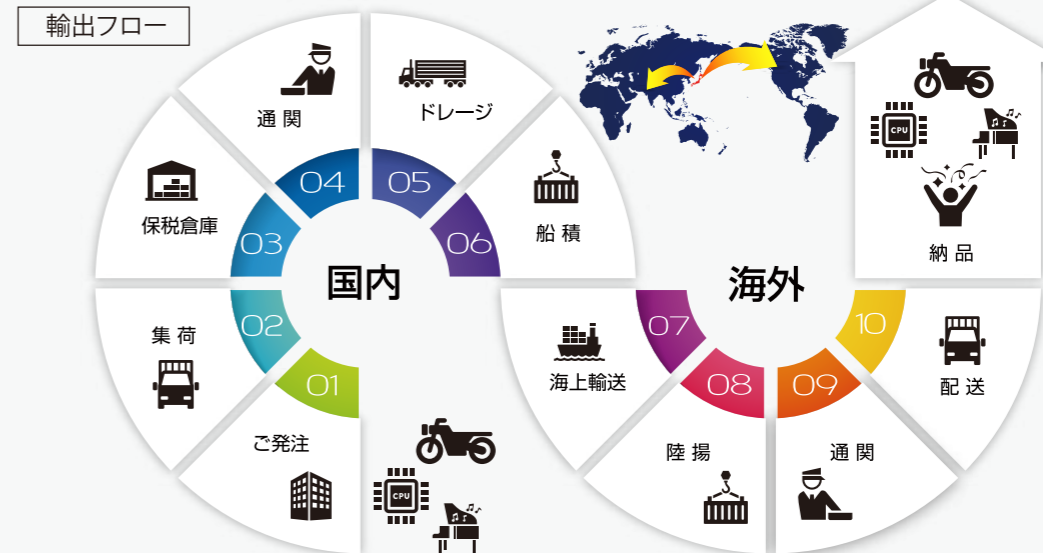 輸出フロー
国内
01
ご発注
02
集荷
03
保税倉庫
04
通関
05
ドレージ
06
船積
CPU
海外
07
海上輸送
08
陸揚
09
通関
10
配送
CPU
納品